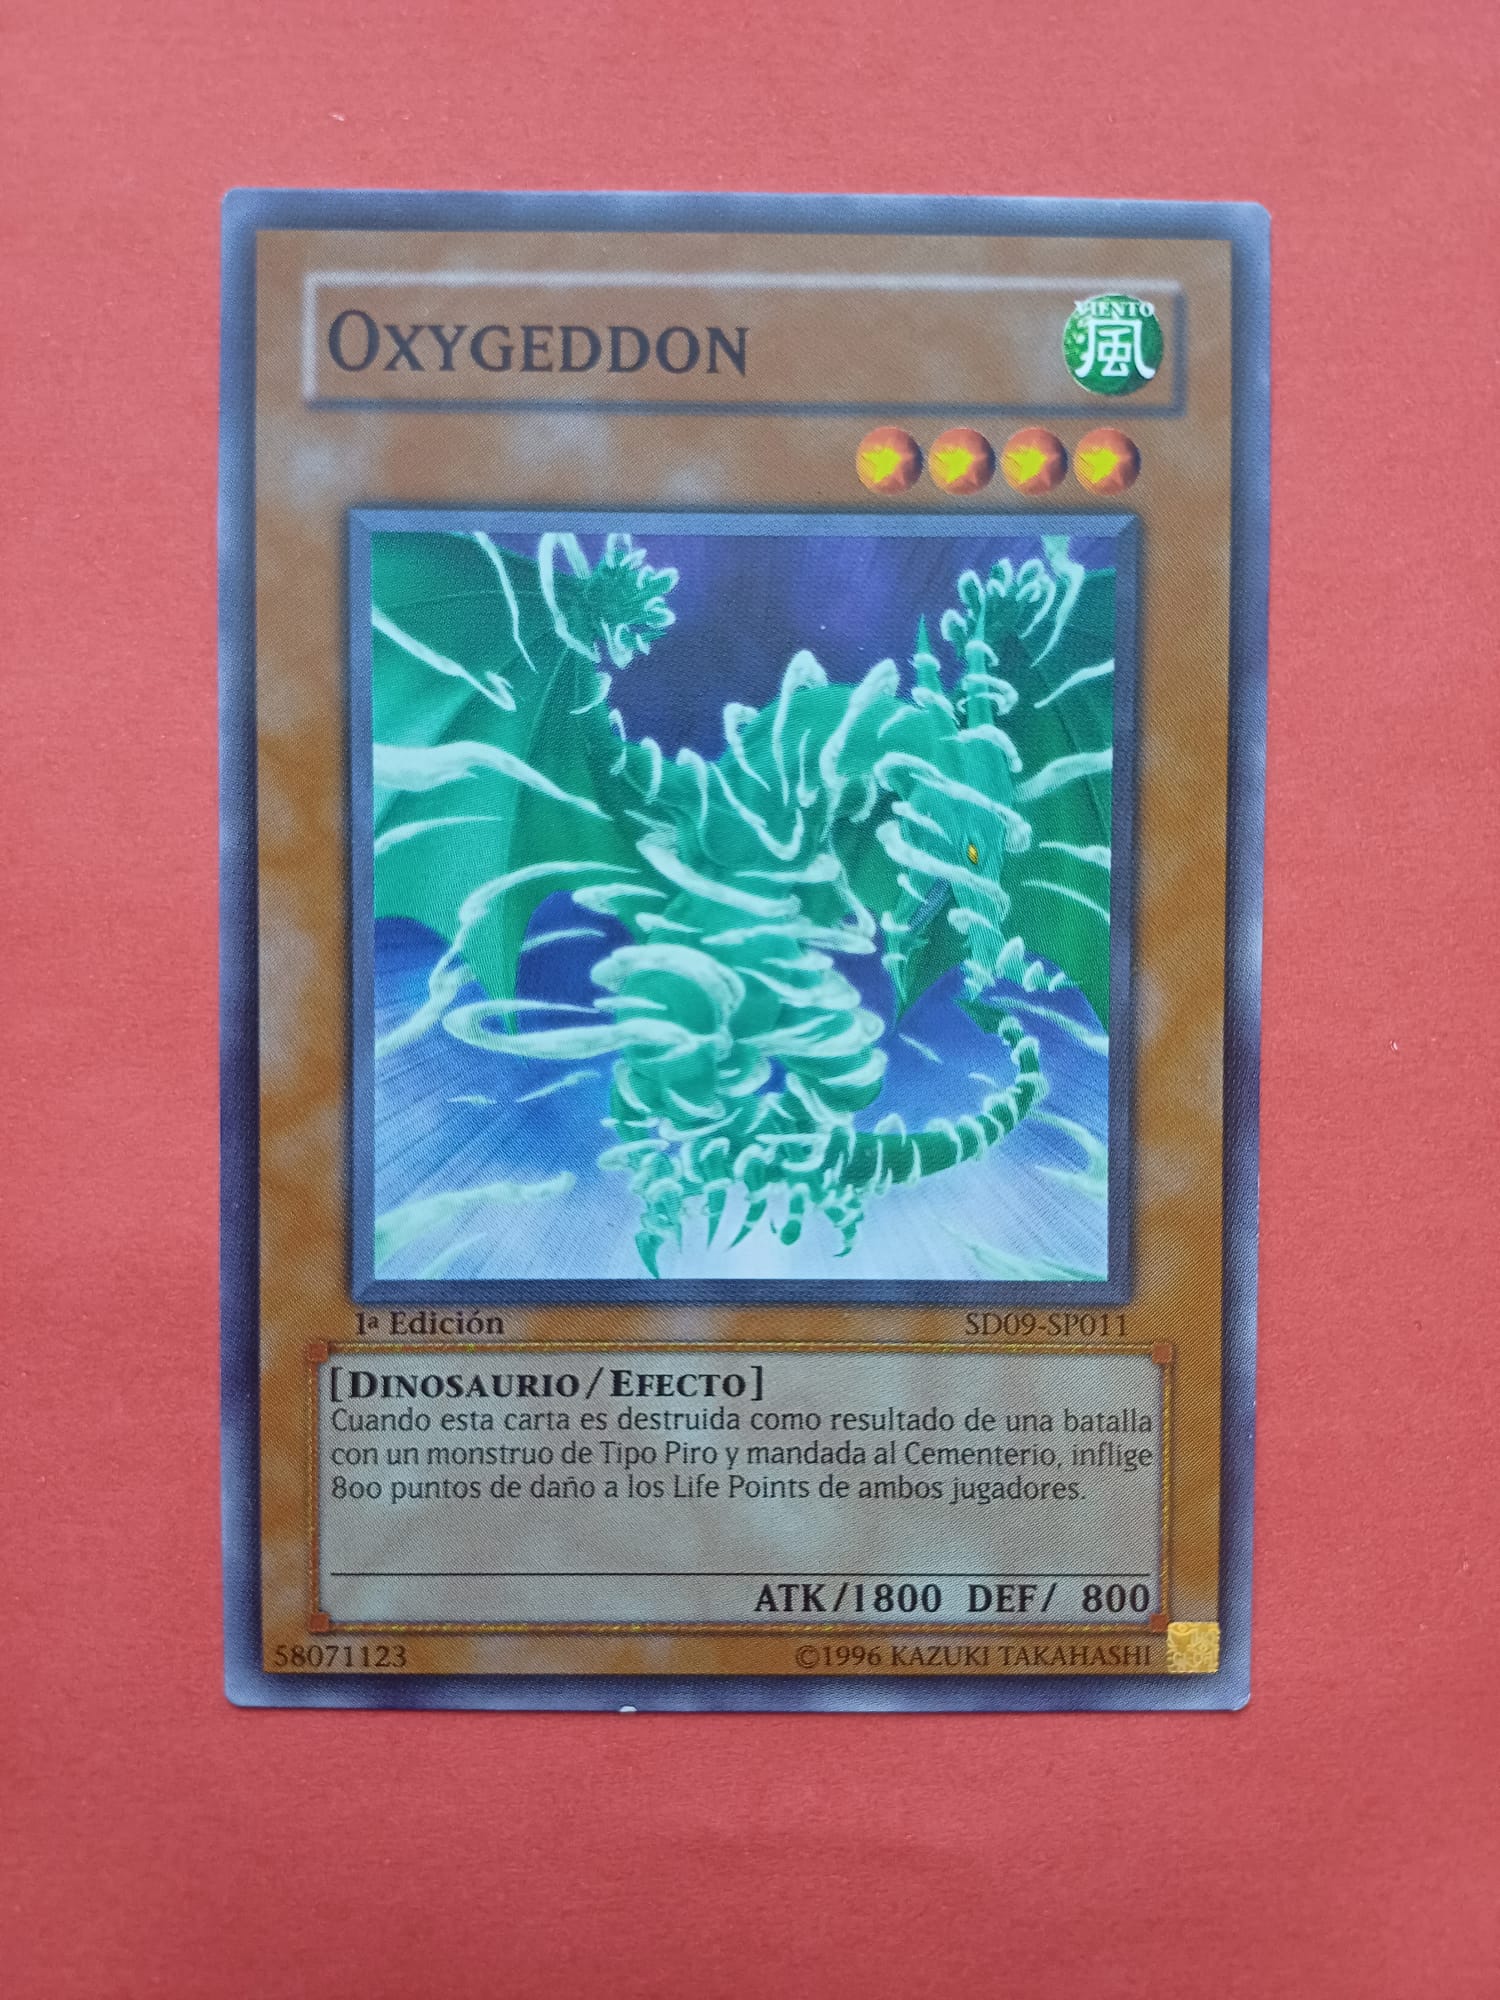 OXYGEDDON
VIENTO
風
1ª Edición
SD09-SP011
[DINOSAURIO/EFECTO]
Cuando esta carta es destruida como resultado de una batalla
con un monstruo de Tipo Piro y mandada al Cementerio, inflige
800 puntos de daño a los Life Points de ambos jugadores.
ATK/1800 DEF/ 800
58071123
©1996 KAZUKI TAKAHASHI